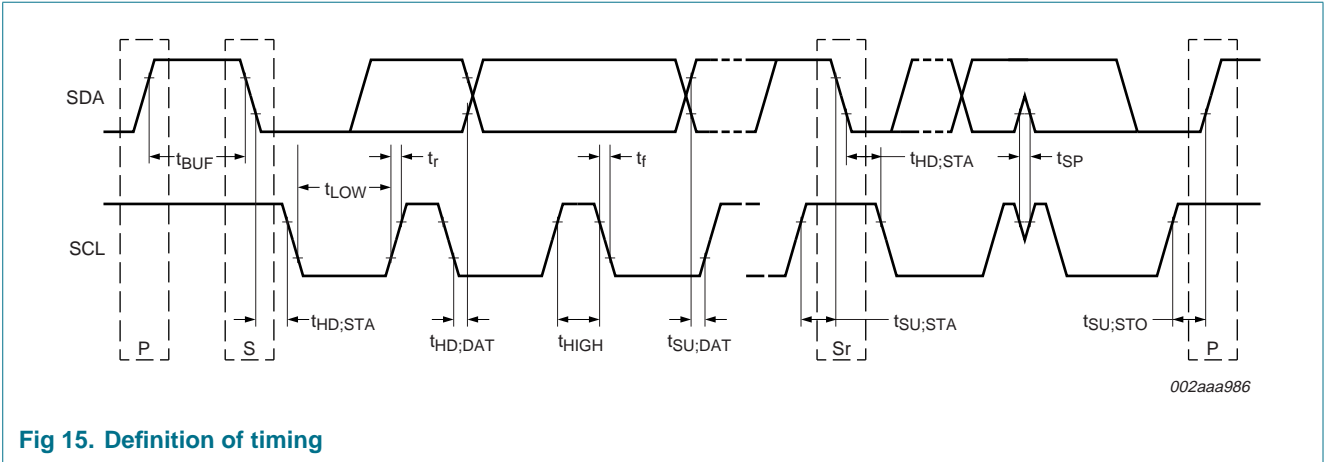 SDA
tBUF
tLOW
tr
tf
tHD;STA
tSP
SCL
tHD;STA
tHD;DAT
tHIGH
tSU;DAT
tSU;STA
tSU;STO
P
S
Sr
P
002aaa986
Fig 15. Definition of timing